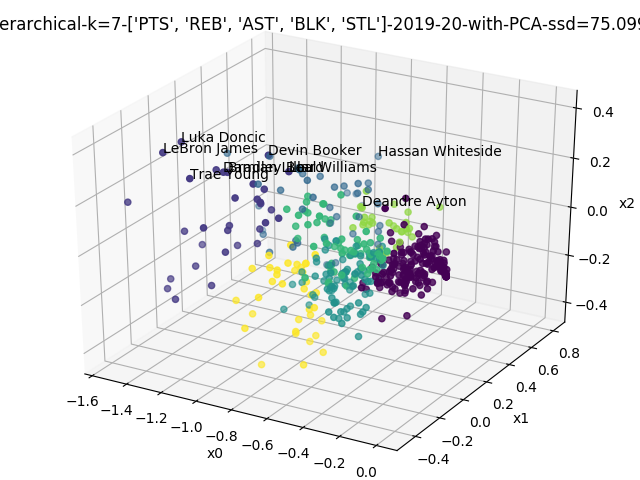 erarchical-k=7-['PTS', 'REB', 'AST', 'BLK', 'STL']-2019-20-with-PCA-ssd=75.099
Luka Doncic
LeBron James
Devin Booker
Hassan Whiteside
Trae Young
Williams
Deandre Ayton
0.4
0.2
0.0
−0.2
−0.4
x2
−1.6
−1.4
−1.2
−1.0
−0.8
−0.6
−0.4
−0.2
0.0
x0
−0.4
−0.2
0.0
0.2
0.4
0.6
0.8
x1